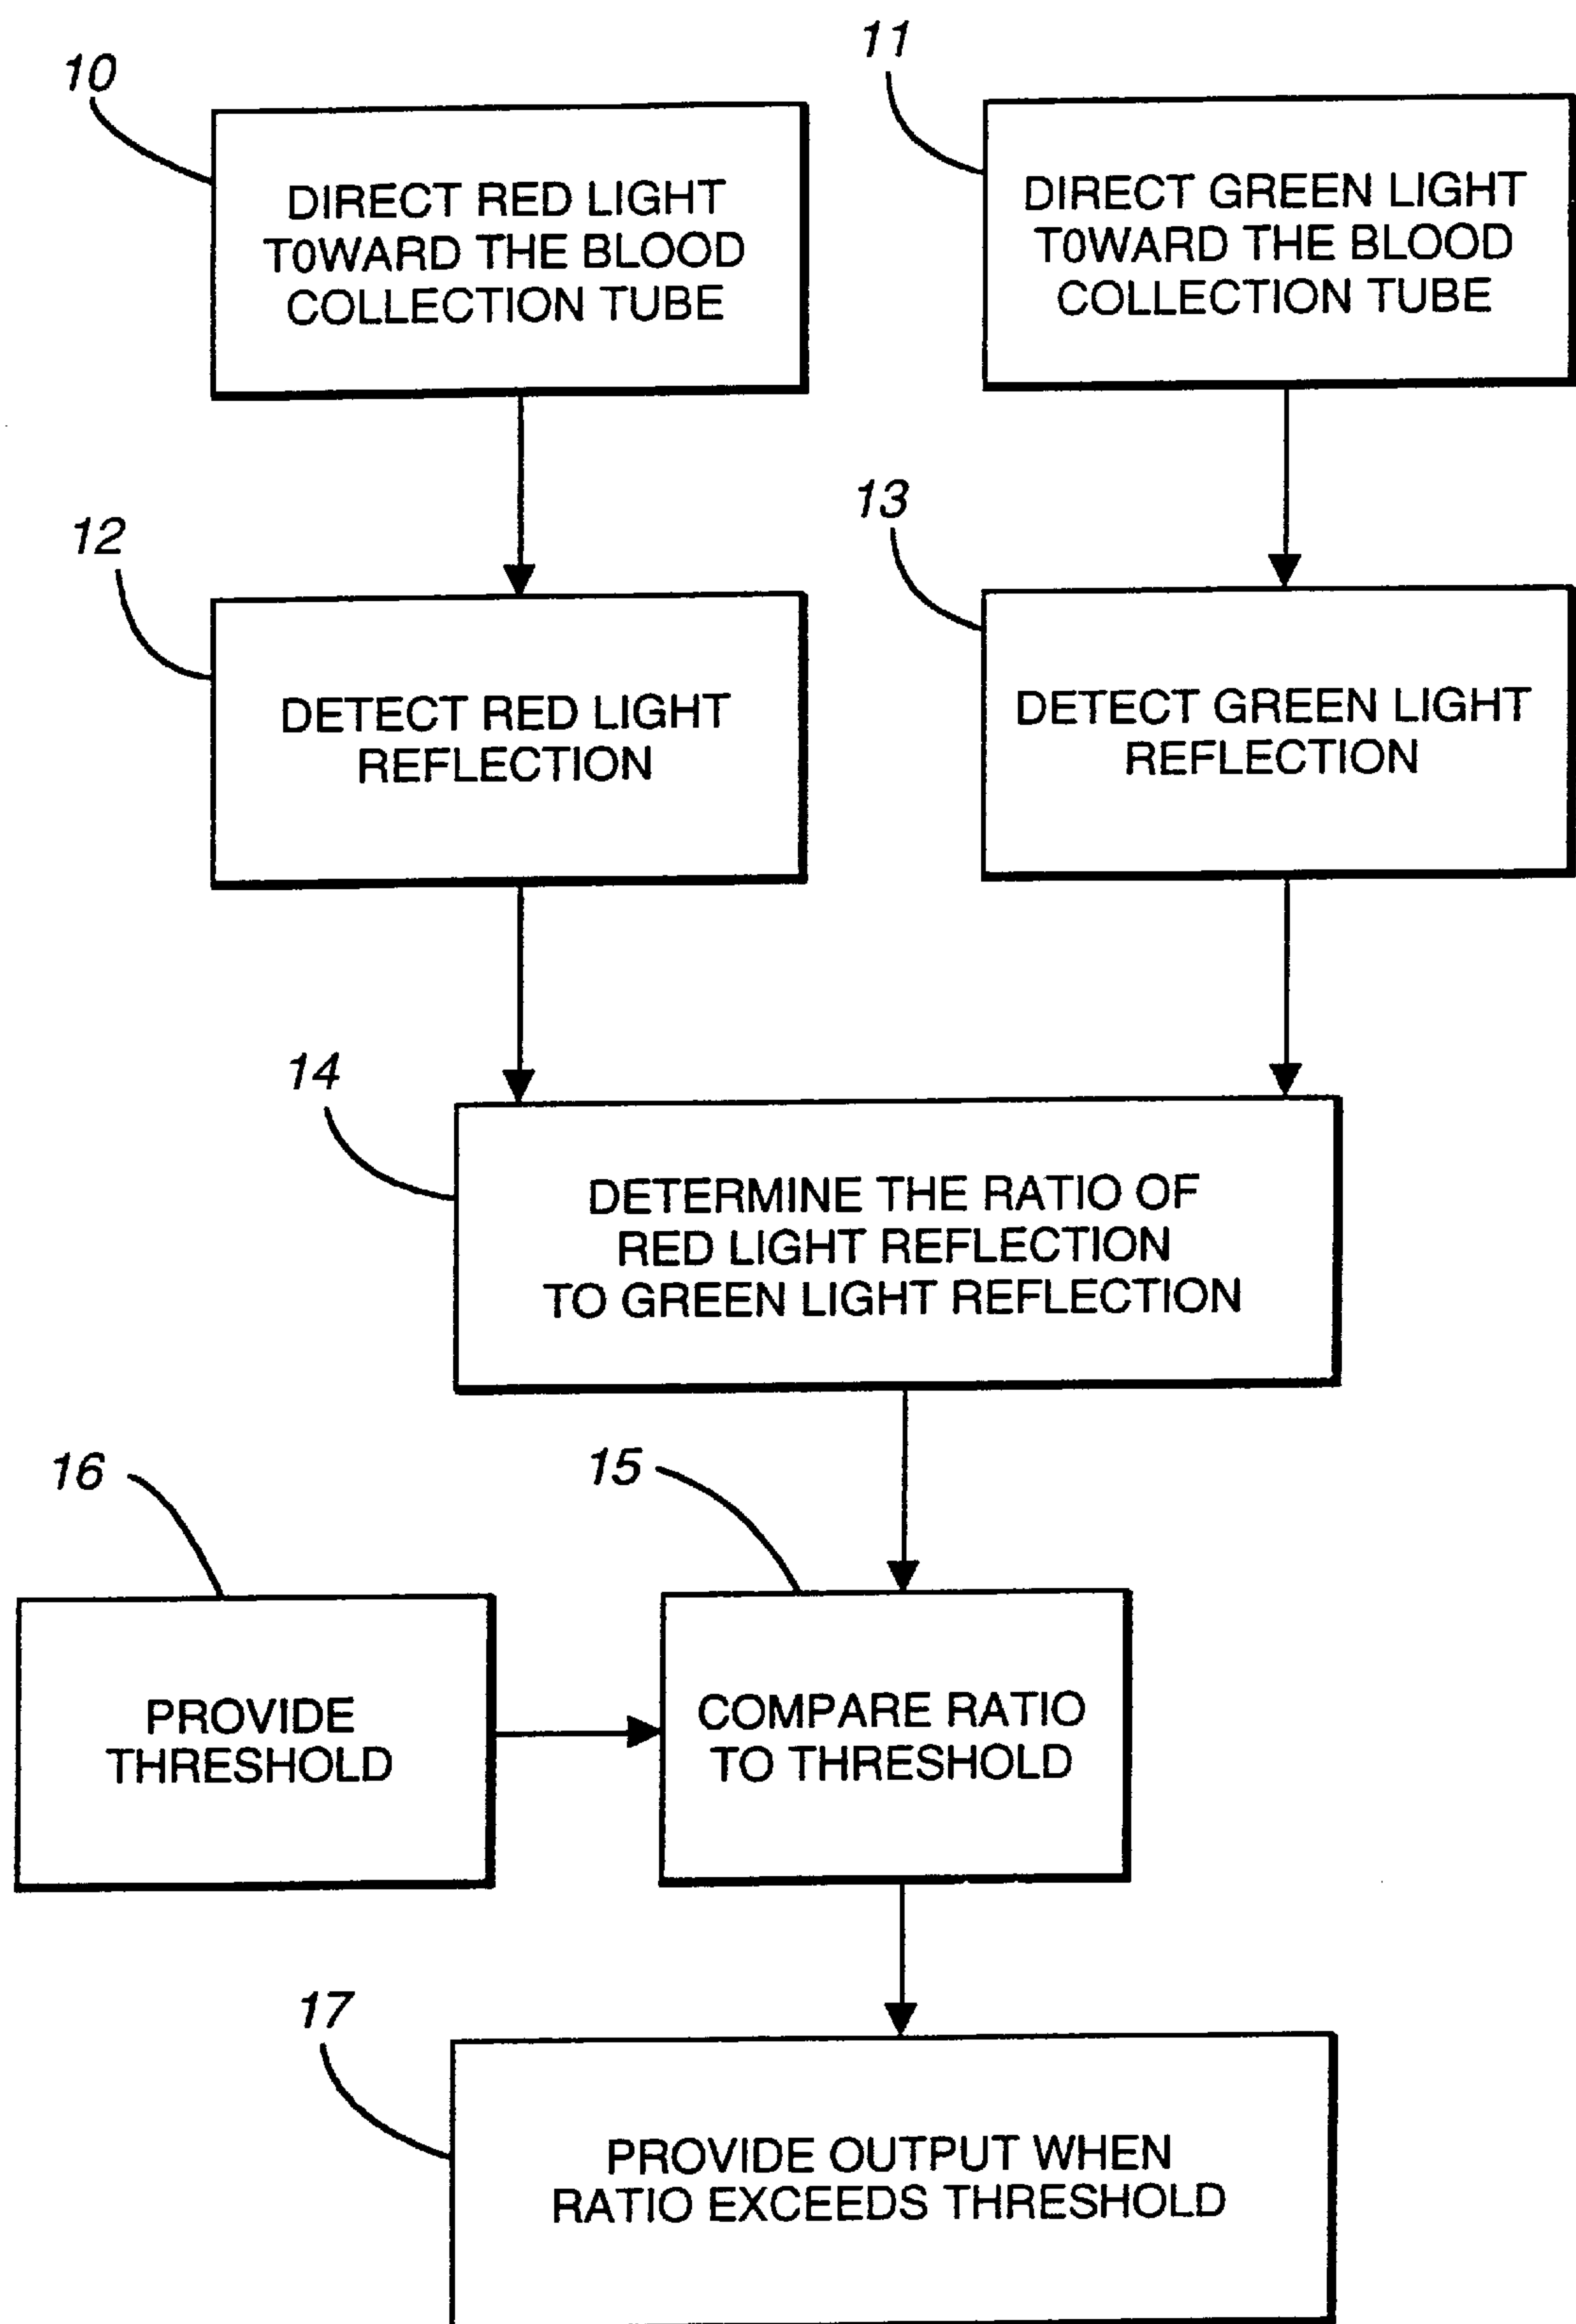 10
DIRECT RED LIGHT
TOWARD THE BLOOD
COLLECTION TUBE
11
DIRECT GREEN LIGHT
TOWARD THE BLOOD
COLLECTION TUBE
12
DETECT RED LIGHT
REFLECTION
13
DETECT GREEN LIGHT
REFLECTION
14
DETERMINE THE RATIO OF
RED LIGHT REFLECTION
TO GREEN LIGHT REFLECTION
16
PROVIDE
THRESHOLD
15
COMPARE RATIO
TO THRESHOLD
17
PROVIDE OUTPUT WHEN
RATIO EXCEEDS THRESHOLD